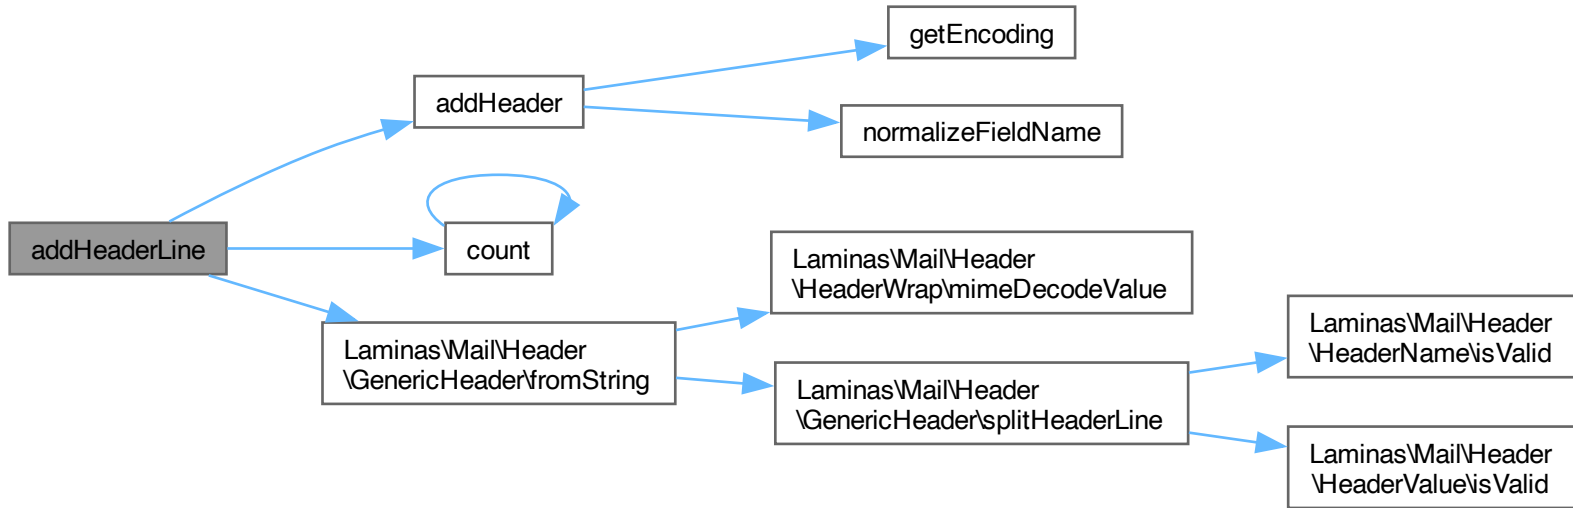 getEncoding
addHeader
normalizeFieldName
addHeaderLine
count
Laminas\Mail\Header
\HeaderWrap\mimeDecodeValue
Laminas\Mail\Header
\GenericHeader\fromString
Laminas\Mail\Header
\GenericHeader\splitHeaderLine
Laminas\Mail\Header
\HeaderName\isValid
Laminas\Mail\Header
\HeaderValue\isValid